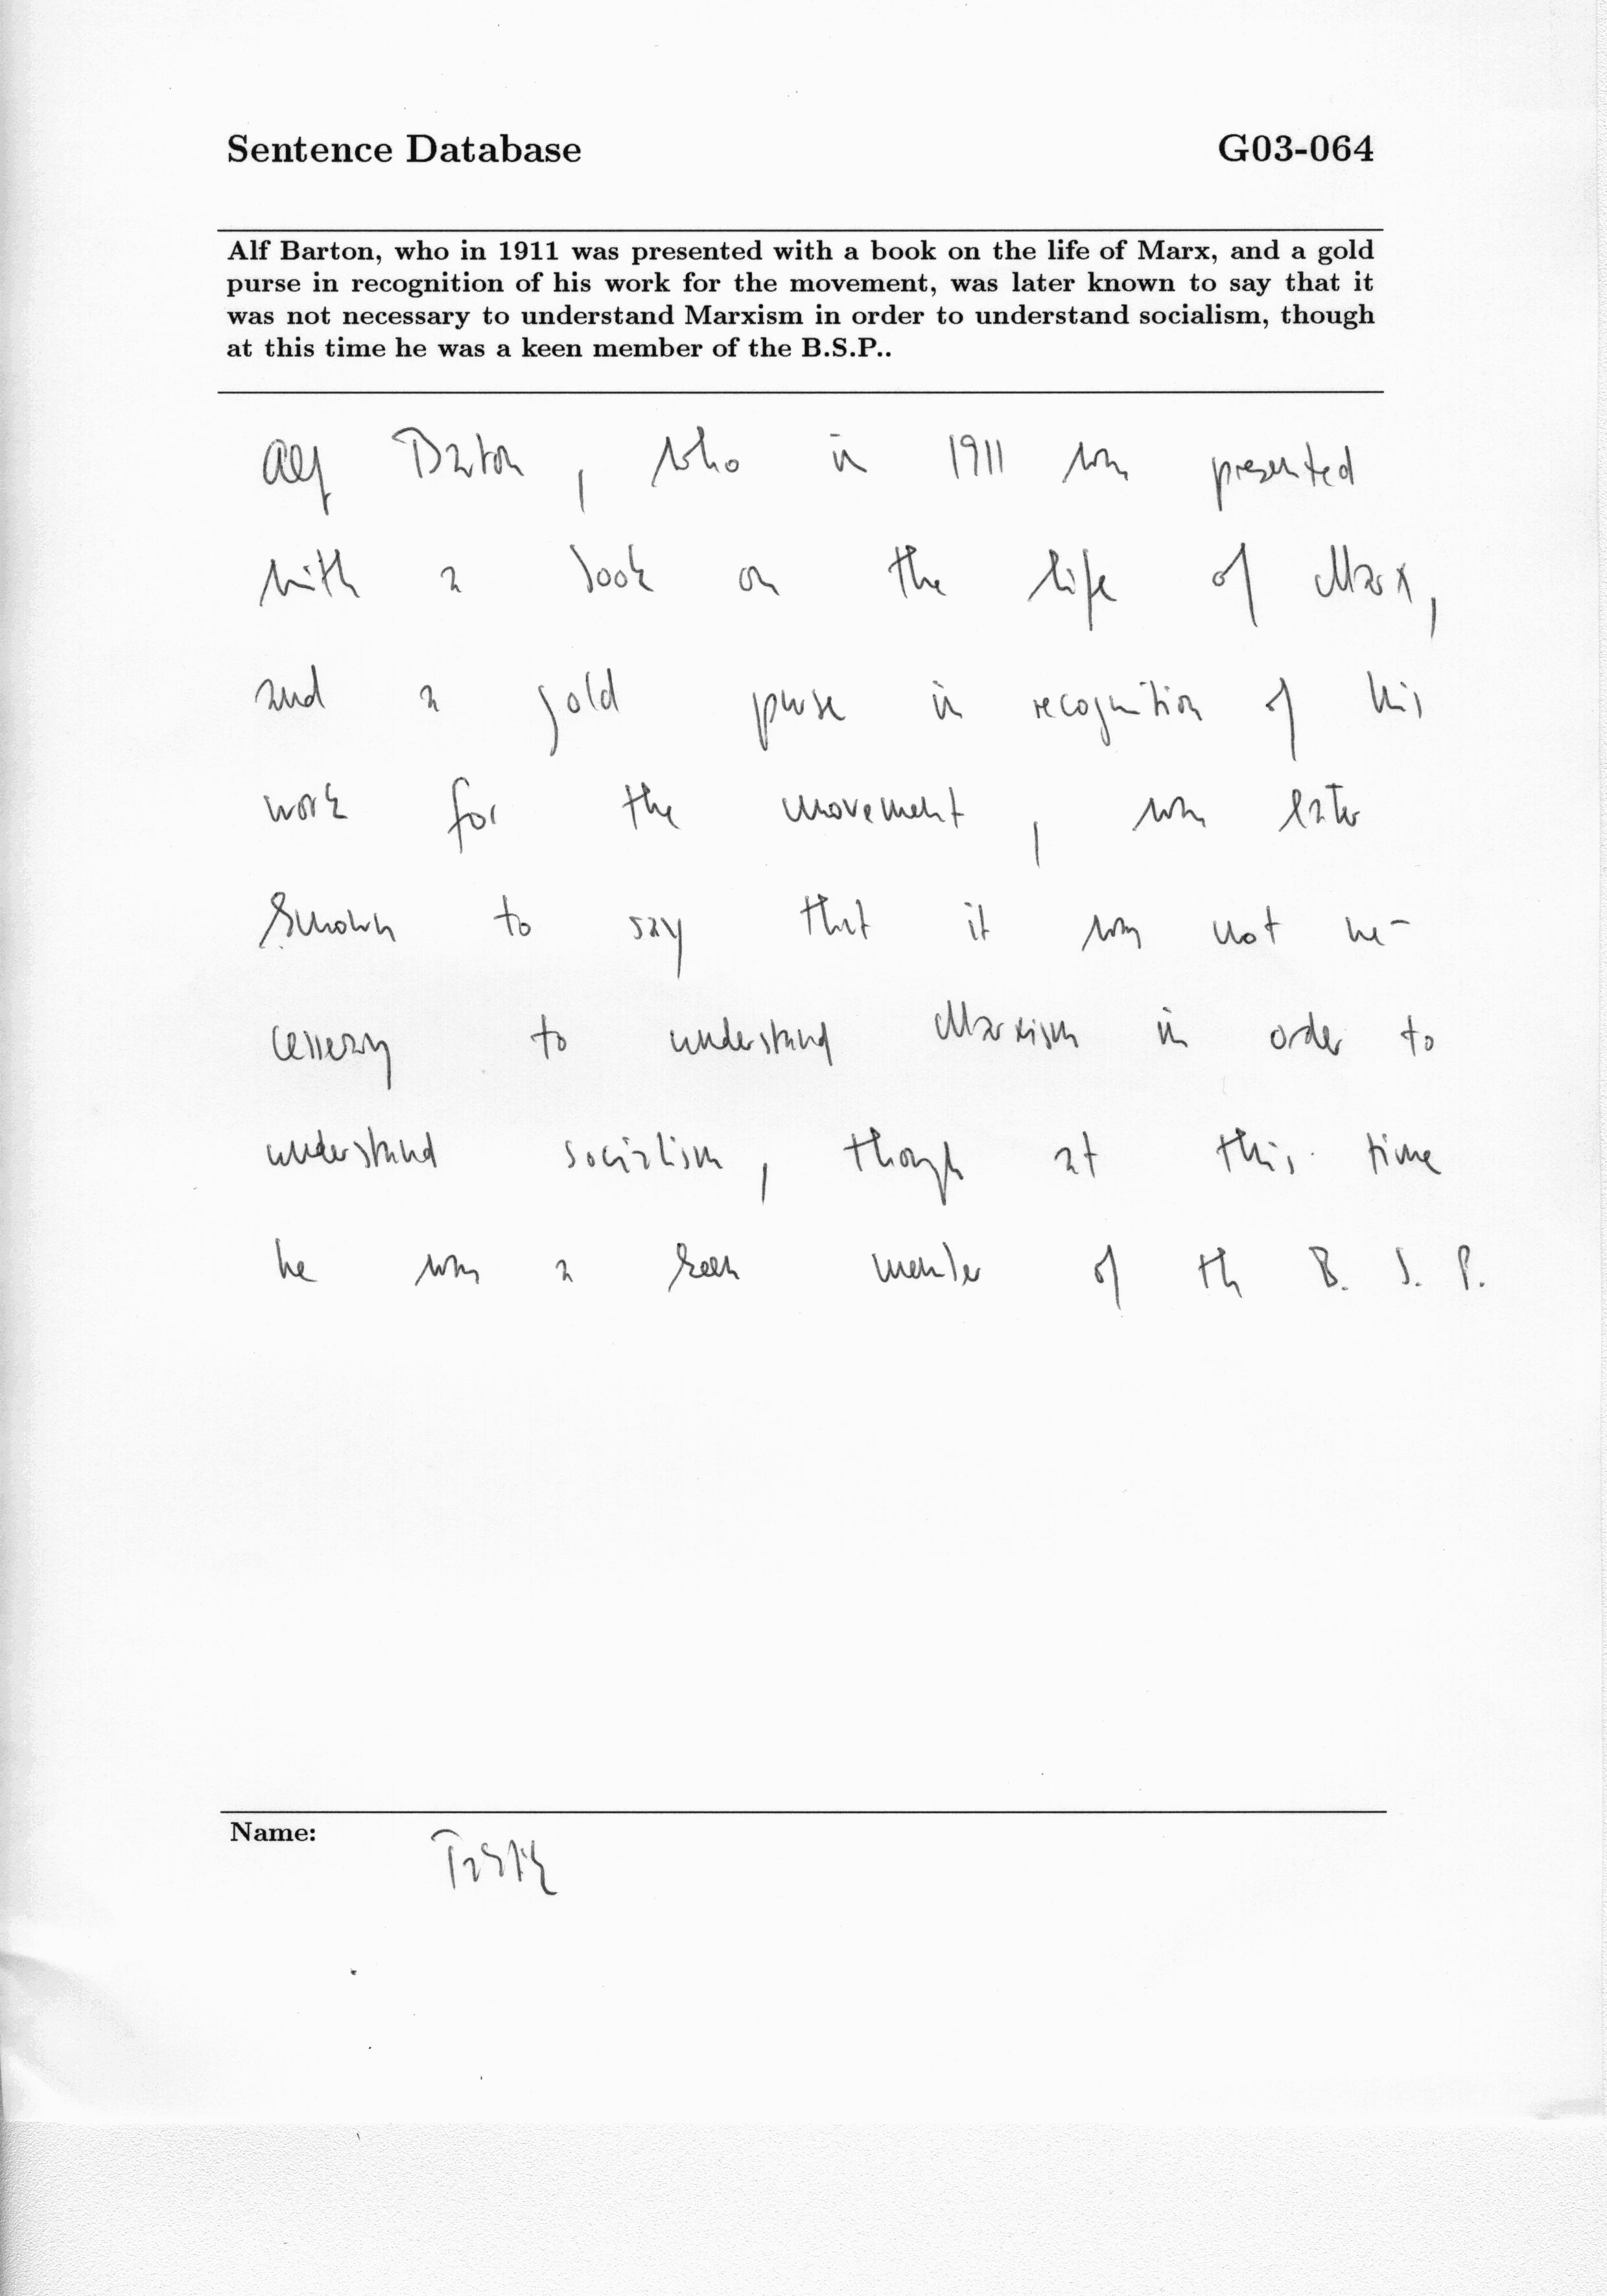 Sentence Database G03-064
Alf Barton, who in 1911 was presented with a book on the life of Marx, and a gold
purse in recognition of his work for the movement, was later known to say that it
was not necessary to understand Marxism in order to understand socialism, though
at this time he was a keen member of the B.S.P..
Alf Barton, who in 1911 was presented
with a book on the life of Marx,
and a gold purse in recognition of his
work for the movement, was later
known to say that it was not ne-
cessary to understand Marxism in order to
understand socialism, though at this time
he was a keen member of the B. S. P.
Name: